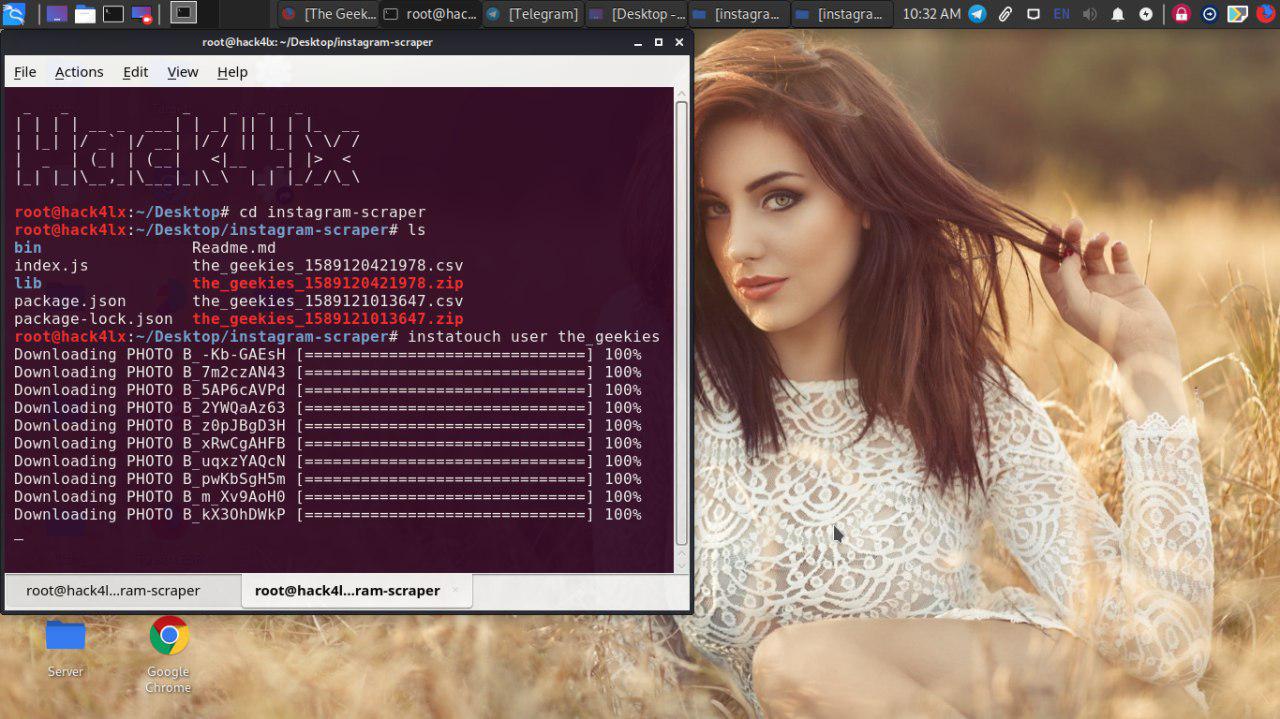 [The Geek...
root@hac...
[Telegram]
[Desktop -...
[instagra...
[instagra...
10:32 AM
EN
root@hack4lx: ~/Desktop/instagram-scraper
File Actions Edit View Help
Hack4lx
root@hack4lx:~/Desktop# cd instagram-scraper
root@hack4lx:~/Desktop/instagram-scraper# ls
bin Readme.md
index.js the_geekies_1589120421978.csv
lib the_geekies_1589120421978.zip
package.json the_geekies_1589121013647.csv
package-lock.json the_geekies_1589121013647.zip
root@hack4lx:~/Desktop/instagram-scraper# instatouch user the_geekies
Downloading PHOTO B_-Kb-GAEsH [==============================] 100%
Downloading PHOTO B_7m2czAN43 [==============================] 100%
Downloading PHOTO B_5AP6cAVPd [==============================] 100%
Downloading PHOTO B_2YWQaAz63 [==============================] 100%
Downloading PHOTO B_z0pJBgD3H [==============================] 100%
Downloading PHOTO B_xRwCgAHFB [==============================] 100%
Downloading PHOTO B_uqxzYAQcN [==============================] 100%
Downloading PHOTO B_pwKbSgH5m [==============================] 100%
Downloading PHOTO B_m_Xv9AoH0 [==============================] 100%
Downloading PHOTO B_kX3OhDWkP [==============================] 100%
root@hack4l...ram-scraper
root@hack4l...ram-scraper
Server
Google
Chrome